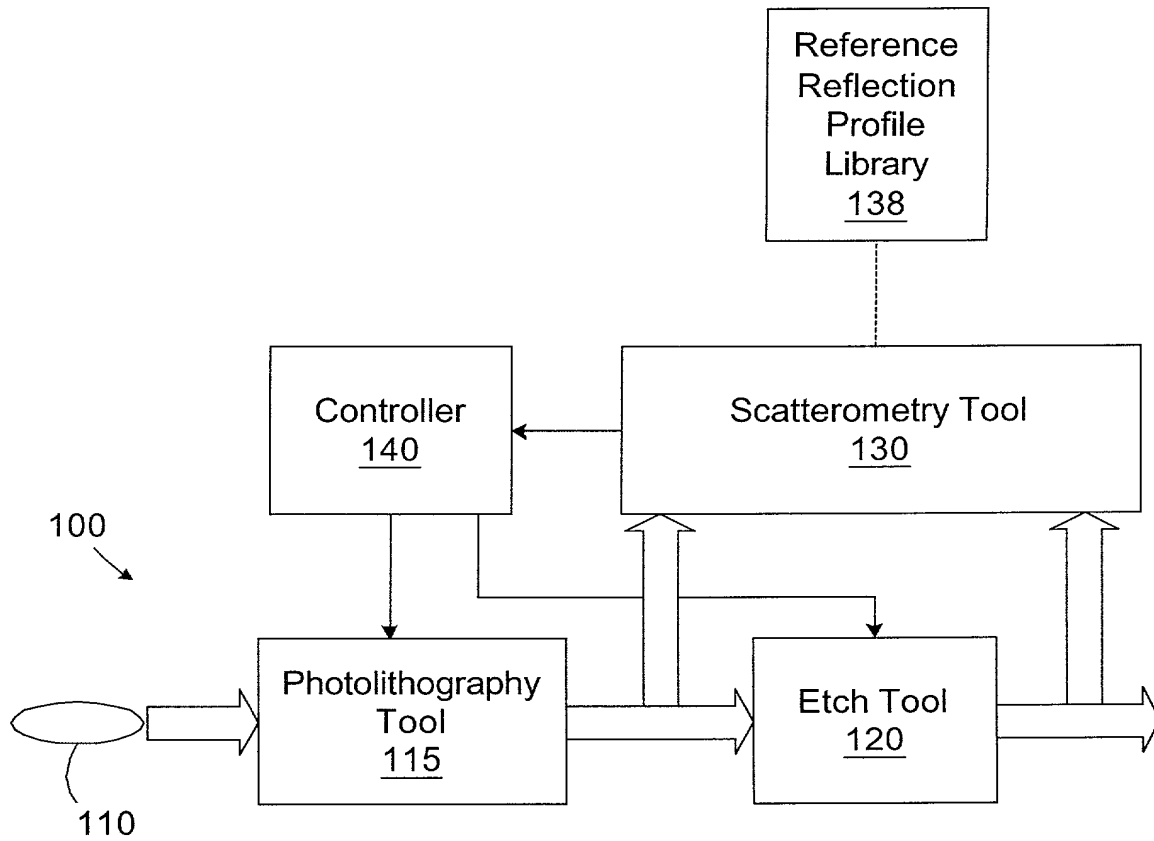 Reference
Reflection
Profile
Library
138
Controller
140
Scatterometry Tool
130
100
Photolithography
Tool
115
Etch Tool
120
110